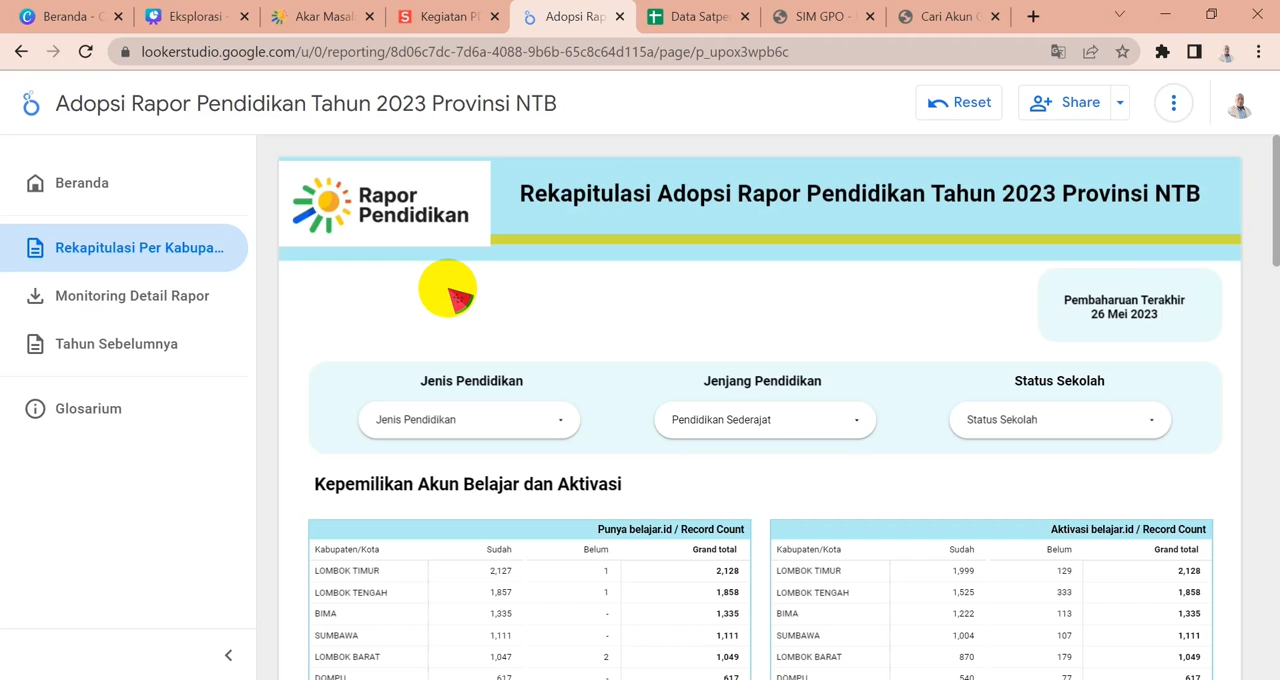 Beranda - C
Eksplorasi -
Akar Masal
Kegiatan Pl
Adopsi Rap
Data Satpe
SIM GPO -
Cari Akun
lookerstudio.google.com/u/0/reporting/8d06c7dc-7d6a-4088-9b6b-65c8c64d115a/page/p_upox3wpb6c
Adopsi Rapor Pendidikan Tahun 2023 Provinsi NTB
Reset
Share
Beranda
Rekapitulasi Per Kabupa...
Monitoring Detail Rapor
Tahun Sebelumnya
Glosarium
Rapor
Pendidikan
Rekapitulasi Adopsi Rapor Pendidikan Tahun 2023 Provinsi NTB
Pembaharuan Terakhir
26 Mei 2023
Jenis Pendidikan Jenjang Pendidikan Status Sekolah
Jenis Pendidikan Pendidikan Sederajat Status Sekolah
Kepemilikan Akun Belajar dan Aktivasi
Punya belajar.id / Record Count
Kabupaten/Kota Sudah Belum Grand total
LOMBOK TIMUR 2,127 1 2,128
LOMBOK TENGAH 1,857 1 1,858
BIMA 1,335 - 1,335
SUMBAWA 1,111 - 1,111
LOMBOK BARAT 1,047 2 1,049
DOMPU 617 - 617
Aktivasi belajar.id / Record Count
Kabupaten/Kota Sudah Belum Grand total
LOMBOK TIMUR 1,999 129 2,128
LOMBOK TENGAH 1,525 333 1,858
BIMA 1,222 113 1,335
SUMBAWA 1,004 107 1,111
LOMBOK BARAT 870 179 1,049
DOMPU 540 77 617